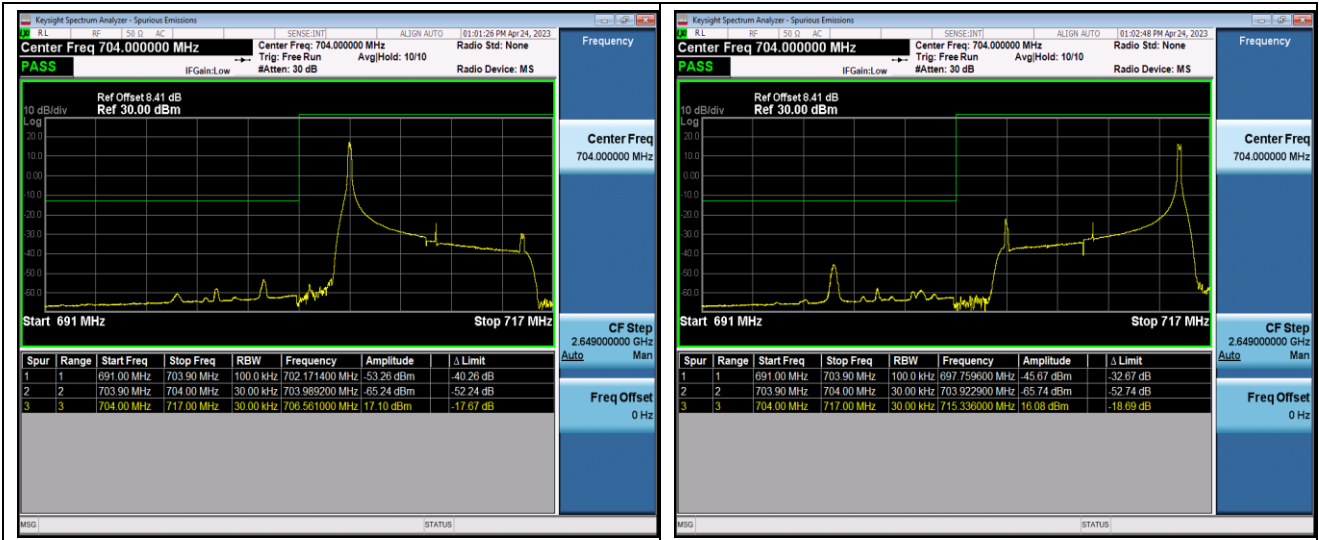 Keysight Spectrum Analyzer - Spurious Emissions
RL RF 50 Ω AC SENSE:INT ALIGN AUTO 01:01:26 PM Apr 24, 2023
Center Freq 704.000000 MHz Center Freq: 704.000000 MHz Radio Std: None Frequency
Trig: Free Run Avg|Hold: 10/10
PASS IFGain:Low #Atten: 30 dB Radio Device: MS
Ref Offset 8.41 dB
10 dB/div Ref 30.00 dBm
Log
20.0
10.0
0.00
-10.0
-20.0
-30.0
-40.0
-50.0
-60.0
Start 691 MHz Stop 717 MHz
Center Freq
704.000000 MHz
CF Step
2.649000000 GHz
Auto Man
Freq Offset
0 Hz
Spur Range Start Freq Stop Freq RBW Frequency Amplitude Δ Limit
1 1 691.00 MHz 703.90 MHz 100.0 kHz 702.171400 MHz -53.26 dBm -40.26 dB
2 2 703.90 MHz 704.00 MHz 30.00 kHz 703.989200 MHz -65.24 dBm -52.24 dB
3 3 704.00 MHz 717.00 MHz 30.00 kHz 706.561000 MHz 17.10 dBm -17.67 dB
MSG STATUS
Keysight Spectrum Analyzer - Spurious Emissions
RL RF 50 Ω AC SENSE:INT ALIGN AUTO 01:02:48 PM Apr 24, 2023
Center Freq 704.000000 MHz Center Freq: 704.000000 MHz Radio Std: None Frequency
Trig: Free Run Avg|Hold: 10/10
PASS IFGain:Low #Atten: 30 dB Radio Device: MS
Ref Offset 8.41 dB
10 dB/div Ref 30.00 dBm
Log
20.0
10.0
0.00
-10.0
-20.0
-30.0
-40.0
-50.0
-60.0
Start 691 MHz Stop 717 MHz
Center Freq
704.000000 MHz
CF Step
2.649000000 GHz
Auto Man
Freq Offset
0 Hz
Spur Range Start Freq Stop Freq RBW Frequency Amplitude Δ Limit
1 1 691.00 MHz 703.90 MHz 100.0 kHz 697.759600 MHz -45.67 dBm -32.67 dB
2 2 703.90 MHz 704.00 MHz 30.00 kHz 703.922900 MHz -65.74 dBm -52.74 dB
3 3 704.00 MHz 717.00 MHz 30.00 kHz 715.336000 MHz 16.08 dBm -18.69 dB
MSG STATUS